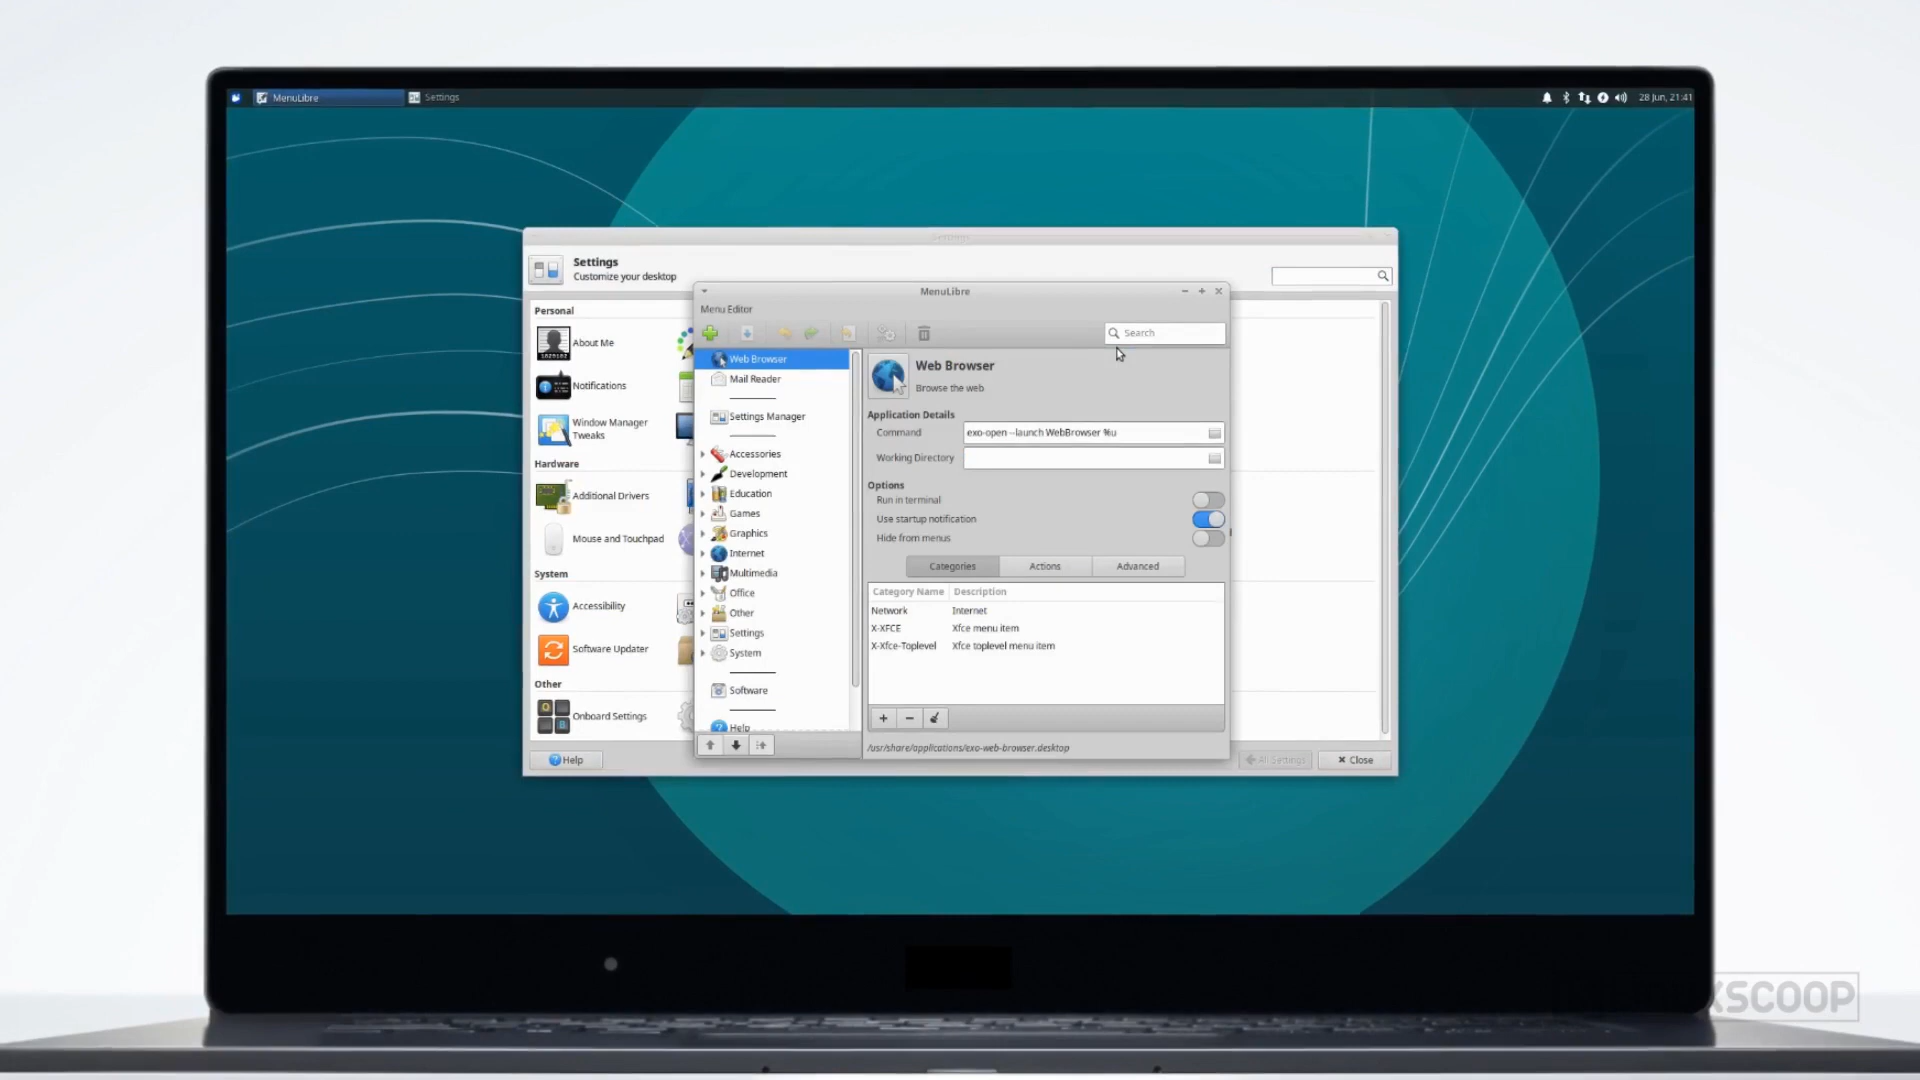 MenuLibre
Settings
28 Jun, 21:41
Settings
Settings
Customize your desktop
Personal
About Me
Notifications
Window Manager
Tweaks
Hardware
Additional Drivers
Mouse and Touchpad
System
Accessibility
Software Updater
Other
Onboard Settings
Help
All Settings
Close
MenuLibre
Menu Editor
Search
Web Browser
Mail Reader
Settings Manager
Accessories
Development
Education
Games
Graphics
Internet
Multimedia
Office
Other
Settings
System
Software
Help
Web Browser
Browse the web
Application Details
Command exo-open --launch WebBrowser %u
Working Directory
Options
Run in terminal
Use startup notification
Hide from menus
Categories Actions Advanced
Category Name Description
Network Internet
X-XFCE Xfce menu item
X-Xfce-Toplevel Xfce toplevel menu item
/usr/share/applications/exo-web-browser.desktop
XSCOOP